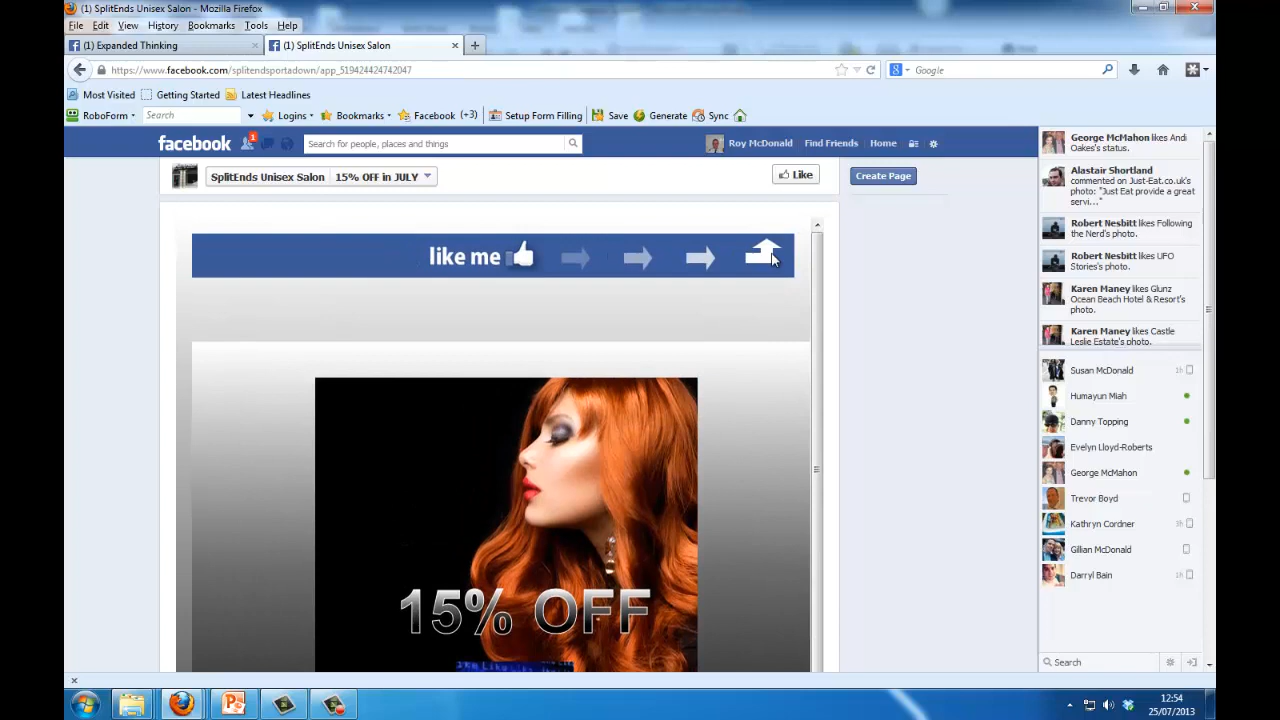 (1) SplitEnds Unisex Salon - Mozilla Firefox
File Edit View History Bookmarks Tools Help
(1) Expanded Thinking
(1) SplitEnds Unisex Salon
https://www.facebook.com/splitendsportadown/app_519424424742047
Google
Most Visited Getting Started Latest Headlines
RoboForm Search Logins Bookmarks Facebook (+3) Setup Form Filling Save Generate Sync
facebook 1 Search for people, places and things Roy McDonald Find Friends Home
SplitEnds Unisex Salon 15% OFF in JULY Like Create Page
like me
15% OFF
George McMahon likes Andi
Oakes's status.
Alastair Shortland
commented on Just-Eat.co.uk's
photo: "Just Eat provide a great
servi..."
Robert Nesbitt likes Following
the Nerd's photo.
Robert Nesbitt likes UFO
Stories's photo.
Karen Maney likes Glunz
Ocean Beach Hotel & Resort's
photo.
Karen Maney likes Castle
Leslie Estate's photo.
Susan McDonald 1h
Humayun Miah
Danny Topping
Evelyn Lloyd-Roberts
George McMahon
Trevor Boyd
Kathryn Cordner 3h
Gillian McDonald
Darryl Bain 1h
Search
12:54
25/07/2013